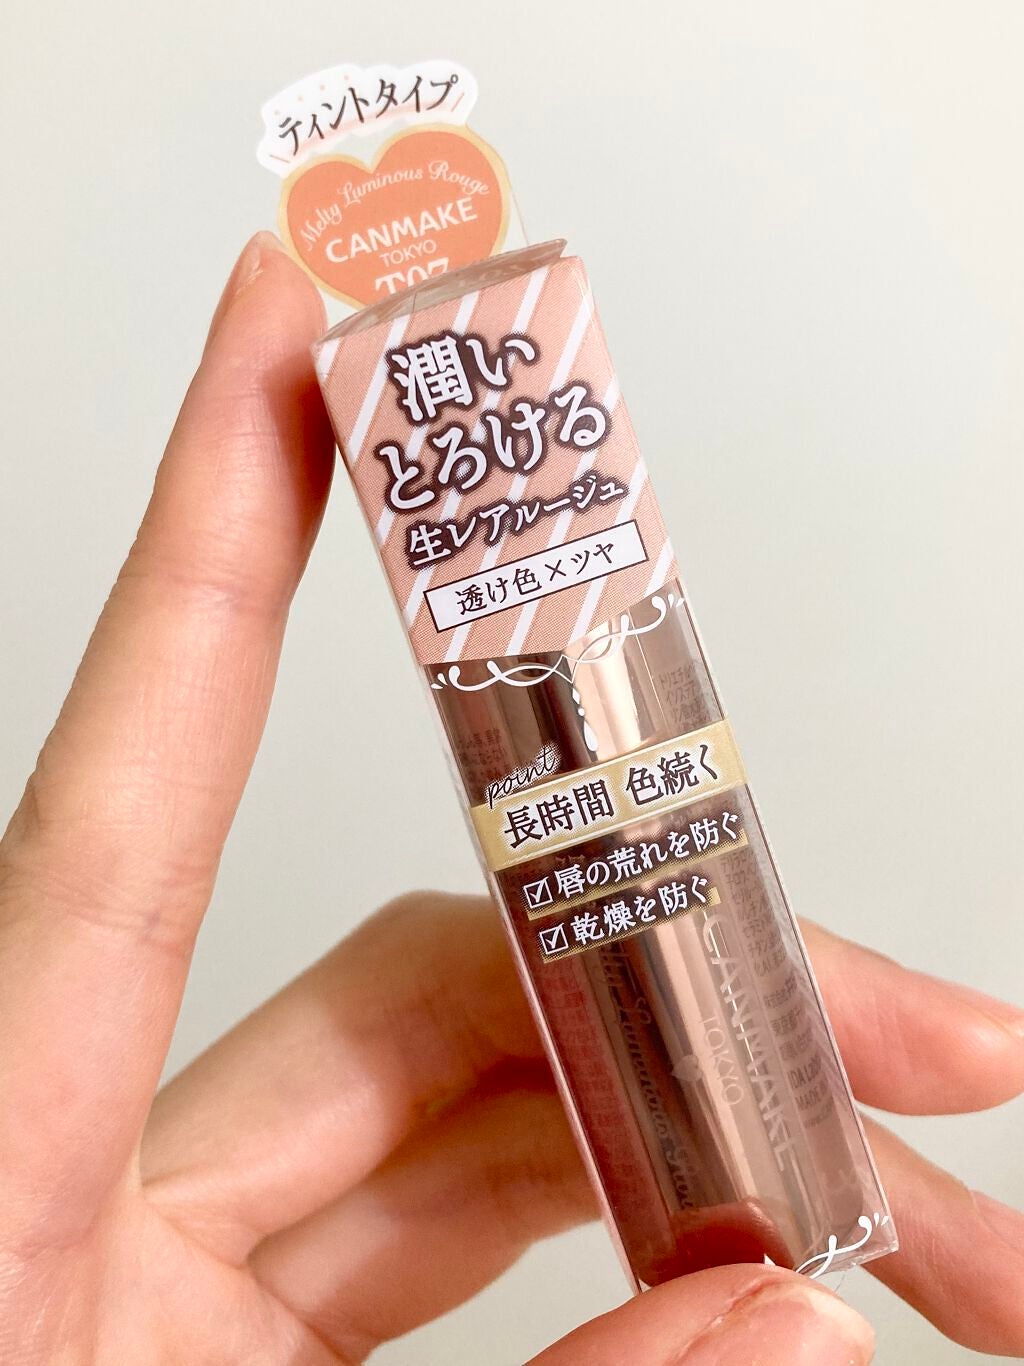 ティントタイプ
Melty Luminous Rouge
CANMAKE
TOKYO
T07
潤い
とろける
生レアルージュ
透け色×ツヤ
point
長時間 色続く
☑唇の荒れを防ぐ
☑乾燥を防ぐ
CANMAKE
TOKYO